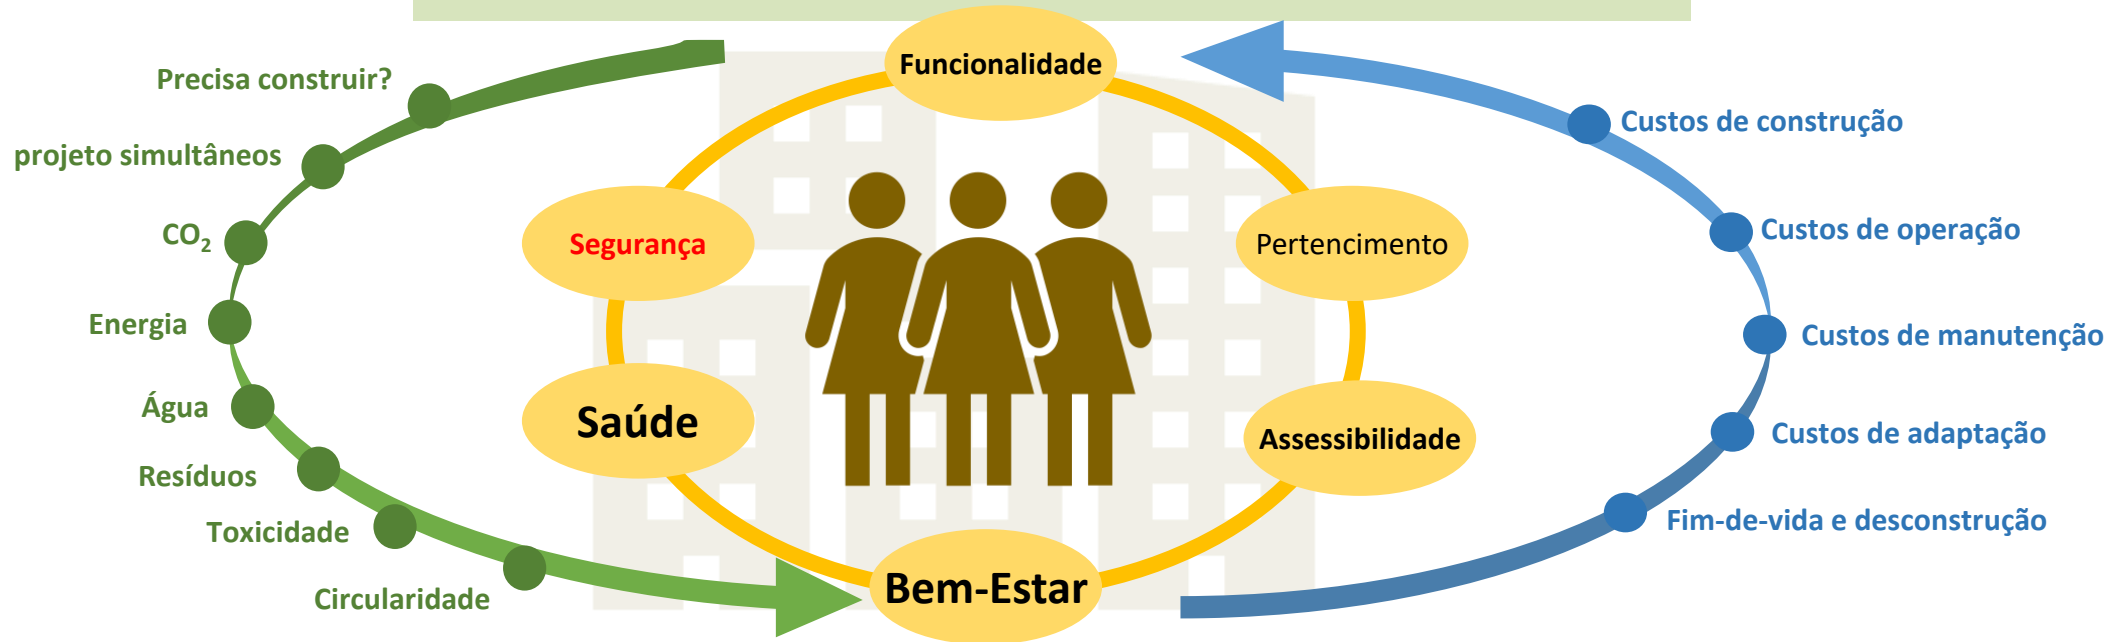 Funcionalidade
Precisa construir?
projeto simultâneos
CO₂
Energia
Água
Resíduos
Toxicidade
Circularidade
Segurança
Saúde
Bem-Estar
Pertencimento
Assessibilidade
Custos de construção
Custos de operação
Custos de manutenção
Custos de adaptação
Fim-de-vida e desconstrução